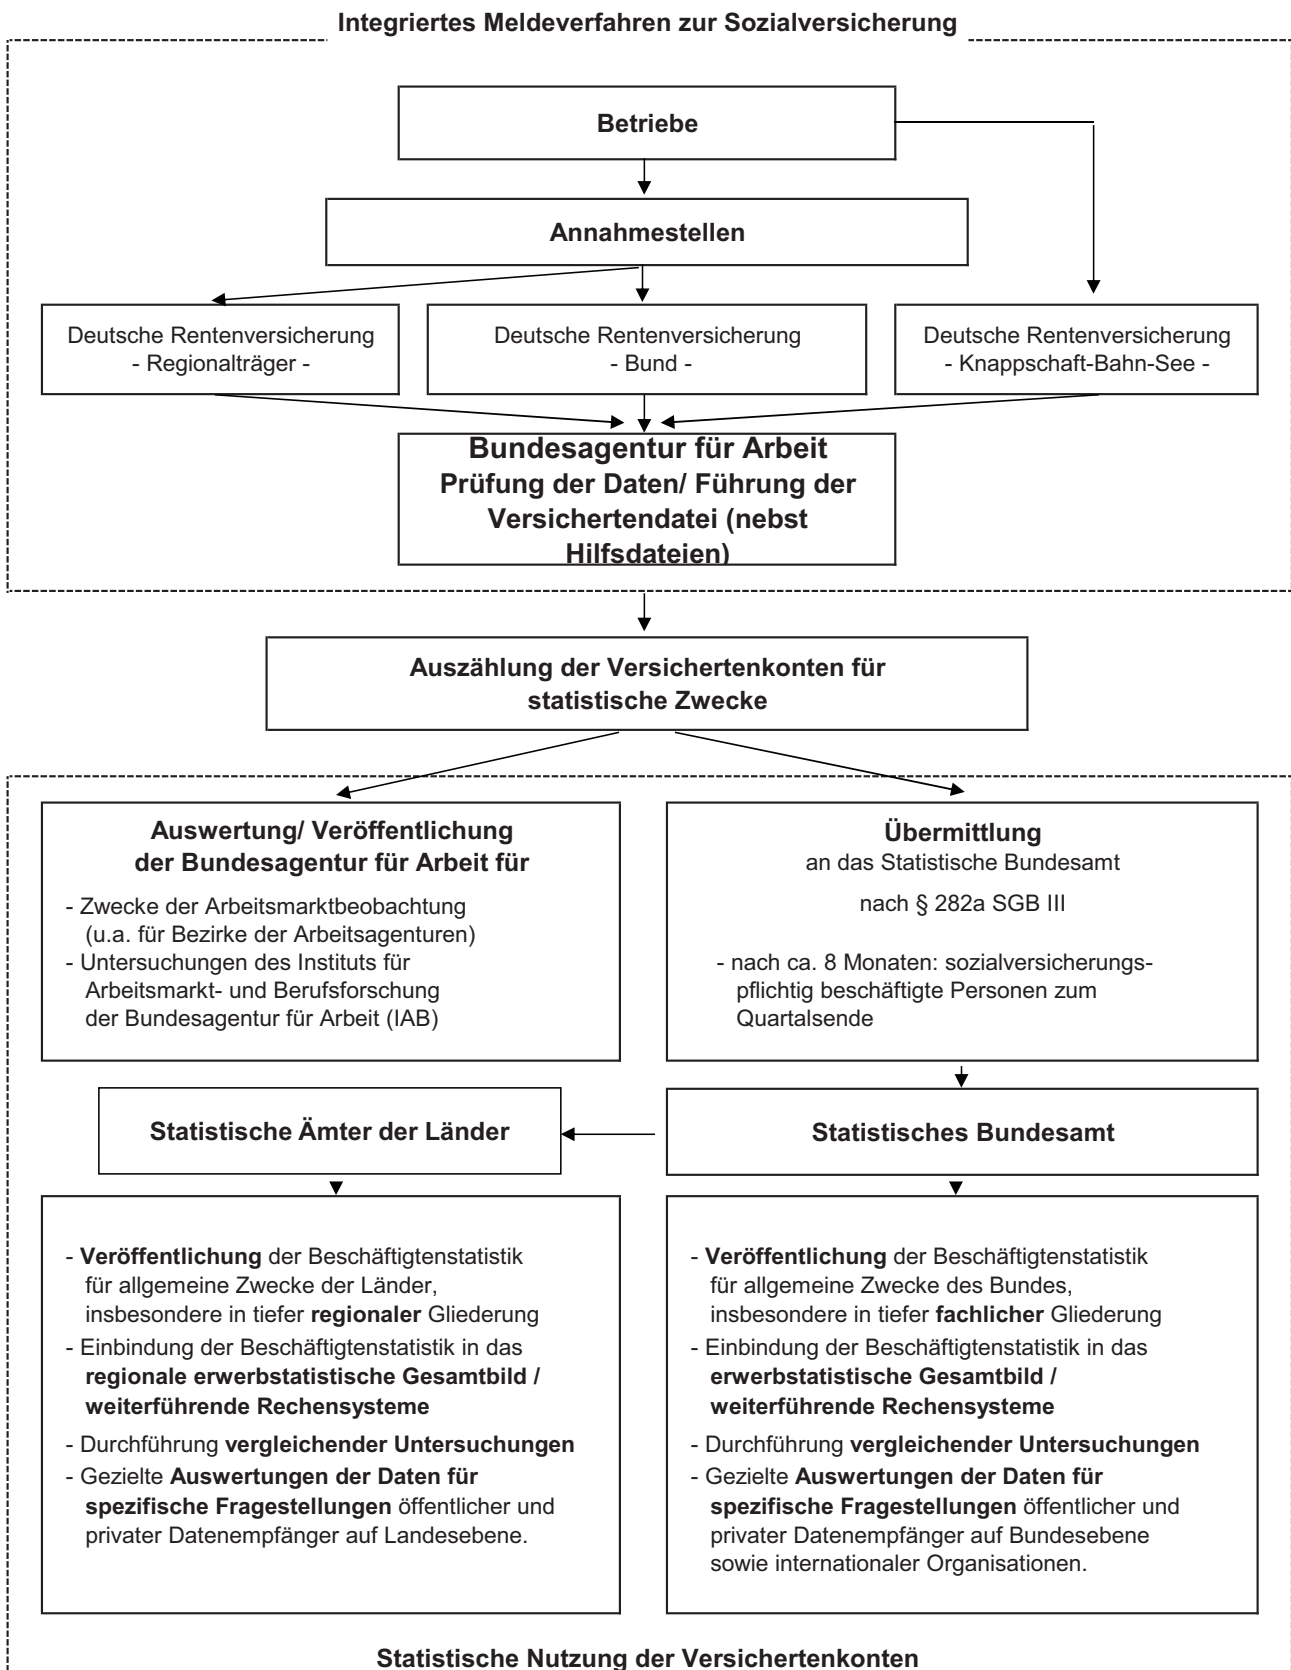 Integriertes Meldeverfahren zur Sozialversicherung
Betriebe
Annahmestellen
Deutsche Rentenversicherung
- Regionalträger -
Deutsche Rentenversicherung
- Bund -
Deutsche Rentenversicherung
- Knappschaft-Bahn-See -
Bundesagentur für Arbeit
Prüfung der Daten/ Führung der
Versichertendatei (nebst
Hilfsdateien)
Auszählung der Versichertenkonten für
statistische Zwecke
Auswertung/ Veröffentlichung
der Bundesagentur für Arbeit für
- Zwecke der Arbeitsmarktbeobachtung
(u.a. für Bezirke der Arbeitsagenturen)
- Untersuchungen des Instituts für
Arbeitsmarkt- und Berufsforschung
der Bundesagentur für Arbeit (IAB)
Übermittlung
an das Statistische Bundesamt
nach § 282a SGB III
- nach ca. 8 Monaten: sozialversicherungs-
pflichtig beschäftigte Personen zum
Quartalsende
Statistische Ämter der Länder
Statistisches Bundesamt
- Veröffentlichung der Beschäftigtenstatistik
für allgemeine Zwecke der Länder,
insbesondere in tiefer regionaler Gliederung
- Einbindung der Beschäftigtenstatistik in das
regionale erwerbstatistische Gesamtbild /
weiterführende Rechensysteme
- Durchführung vergleichender Untersuchungen
- Gezielte Auswertungen der Daten für
spezifische Fragestellungen öffentlicher und
privater Datenempfänger auf Landesebene.
- Veröffentlichung der Beschäftigtenstatistik
für allgemeine Zwecke des Bundes,
insbesondere in tiefer fachlicher Gliederung
- Einbindung der Beschäftigtenstatistik in das
erwerbstatistische Gesamtbild /
weiterführende Rechensysteme
- Durchführung vergleichender Untersuchungen
- Gezielte Auswertungen der Daten für
spezifische Fragestellungen öffentlicher und
privater Datenempfänger auf Bundesebene
sowie internationaler Organisationen.
Statistische Nutzung der Versichertenkonten